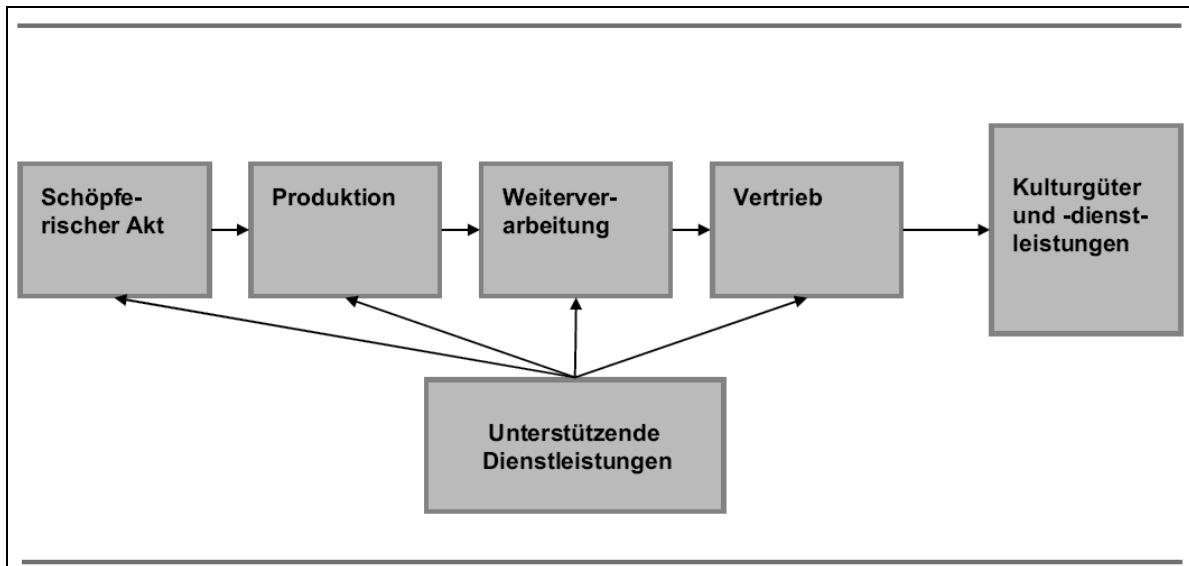 Schöpfe-
rischer Akt
Produktion
Weiterver-
arbeitung
Vertrieb
Kulturgüter
und -dienst-
leistungen
Unterstützende
Dienstleistungen